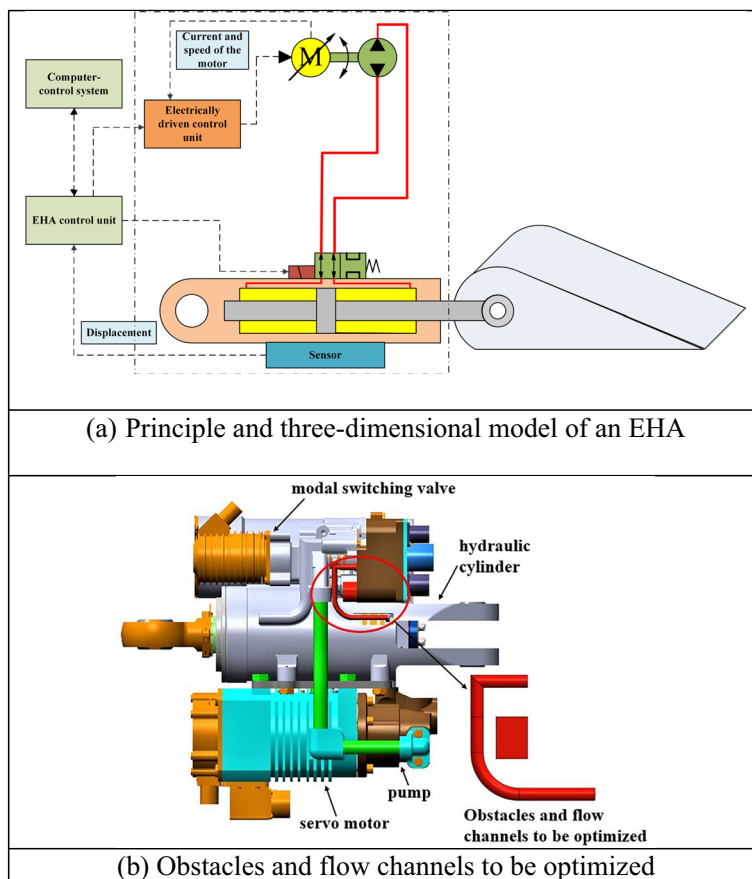 Current and
speed of the
motor
M
Computer-
control system
Electrically
driven control
unit
EHA control unit
Displacement
Sensor
(a) Principle and three-dimensional model of an EHA
modal switching valve
hydraulic
cylinder
pump
servo motor
Obstacles and flow
channels to be optimized
(b) Obstacles and flow channels to be optimized